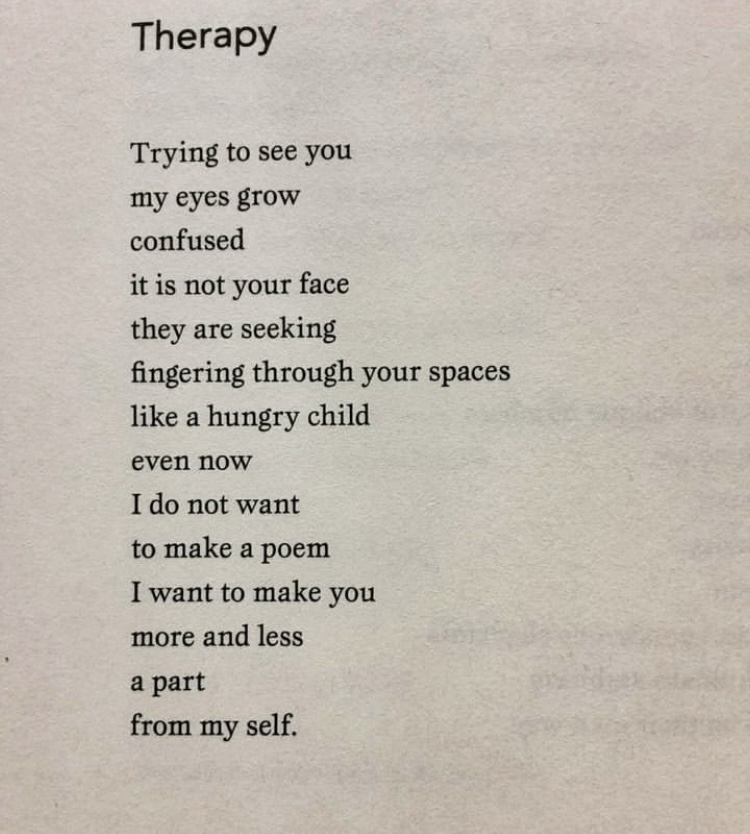 Therapy
Trying to see you
my eyes grow
confused
it is not your face
they are seeking
fingering through your spaces
like a hungry child
even now
I do not want
to make a poem
I want to make you
more and less
a part
from my self.